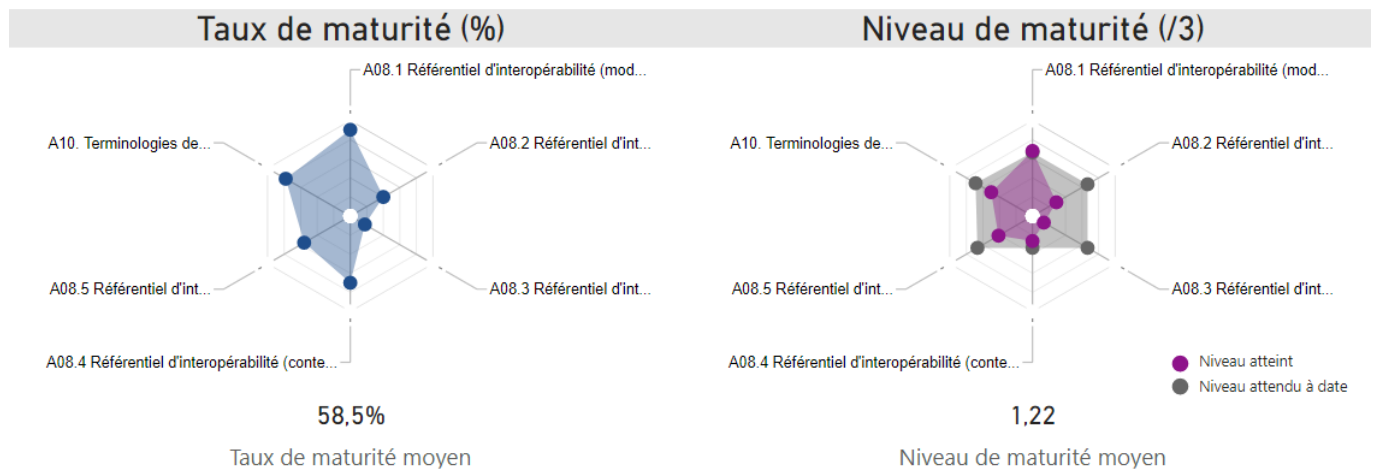 Taux de maturité (%)
Niveau de maturité (/3)
A08.1 Référentiel d'interopérabilité (mod...
A10. Terminologies de...
A08.2 Référentiel d'int...
A08.5 Référentiel d'int...
A08.3 Référentiel d'int...
A08.4 Référentiel d'interopérabilité (conte...
58,5%
Taux de maturité moyen
A08.1 Référentiel d'interopérabilité (mod...
A10. Terminologies de...
A08.2 Référentiel d'int...
A08.5 Référentiel d'int...
A08.3 Référentiel d'int...
A08.4 Référentiel d'interopérabilité (conte...
Niveau atteint
Niveau attendu à date
1,22
Niveau de maturité moyen